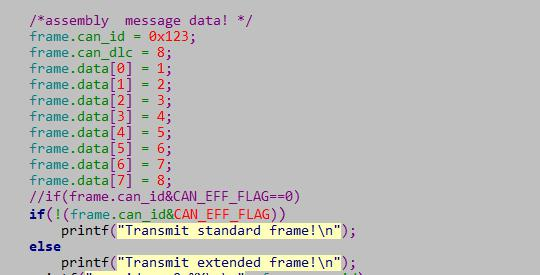 /*assembly  message data! */
frame.can_id = 0x123;
frame.can_dlc = 8;
frame.data[0] = 1;
frame.data[1] = 2;
frame.data[2] = 3;
frame.data[3] = 4;
frame.data[4] = 5;
frame.data[5] = 6;
frame.data[6] = 7;
frame.data[7] = 8;
//if(frame.can_id&CAN_EFF_FLAG==0)
if(!(frame.can_id&CAN_EFF_FLAG))
    printf("Transmit standard frame!\n");
else
    printf("Transmit extended frame!\n");